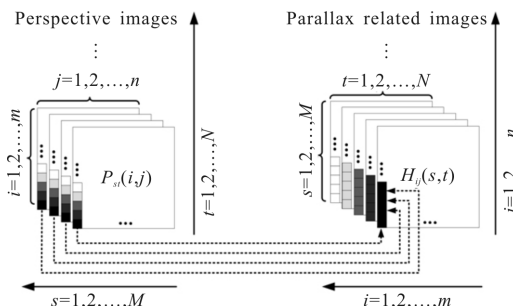 Perspective images
Parallax related images
j=1,2,…,n
t=1,2,…,N
i=1,2,…,m
P_st(i,j)
t=1,2,…,N
s=1,2,…,M
H_ij(s,t)
s=1,2,…,M
i=1,2,…,m